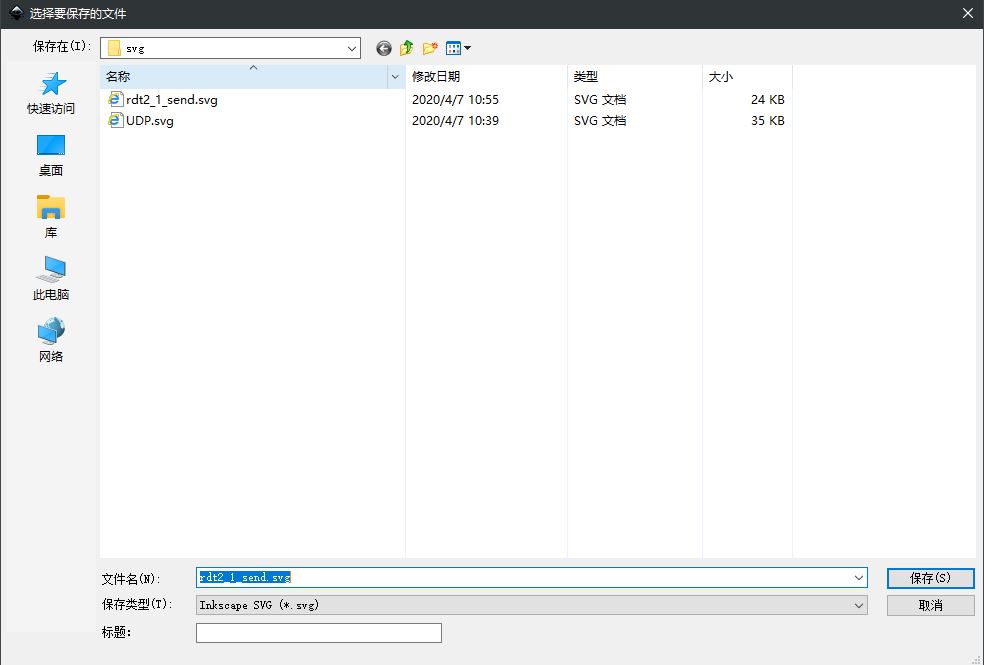 选择要保存的文件
保存在(I):
svg
名称
修改日期
类型
大小
rdt2_1_send.svg
2020/4/7 10:55
SVG 文档
24 KB
UDP.svg
2020/4/7 10:39
SVG 文档
35 KB
快速访问
桌面
库
此电脑
网络
文件名(N):
rdt2_1_send.svg
保存(S)
保存类型(T):
Inkscape SVG (*.svg)
取消
标题: